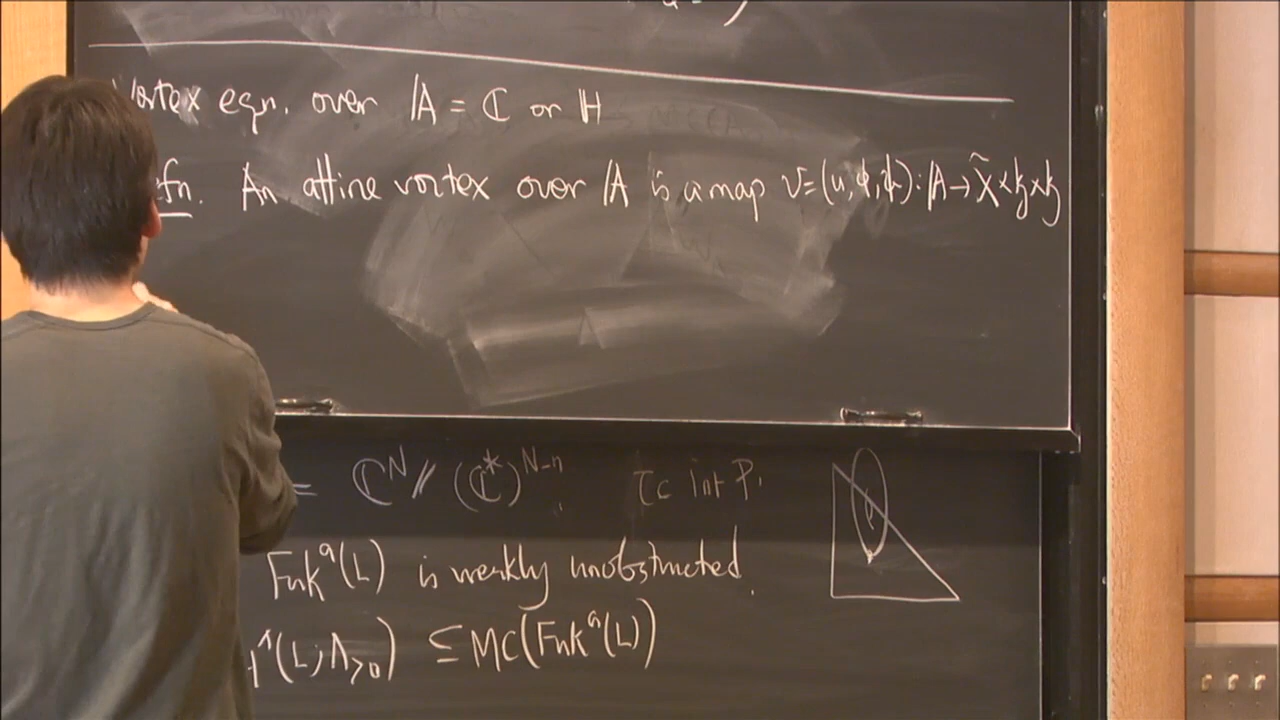 Vortex eqn. over 𝔸 = ℂ or ℍ
fn. An affine vortex over 𝔸 is a map v=(u,φ,ψ): 𝔸→X̃×𝔤×𝔤
= ℂ^N // (ℂ^*)^{N-n} τ ⊂ int P.
Fuk^a(L) is weakly unobstructed.
(L; Λ_{>0}) ⊆ MC(Fuk^a(L))